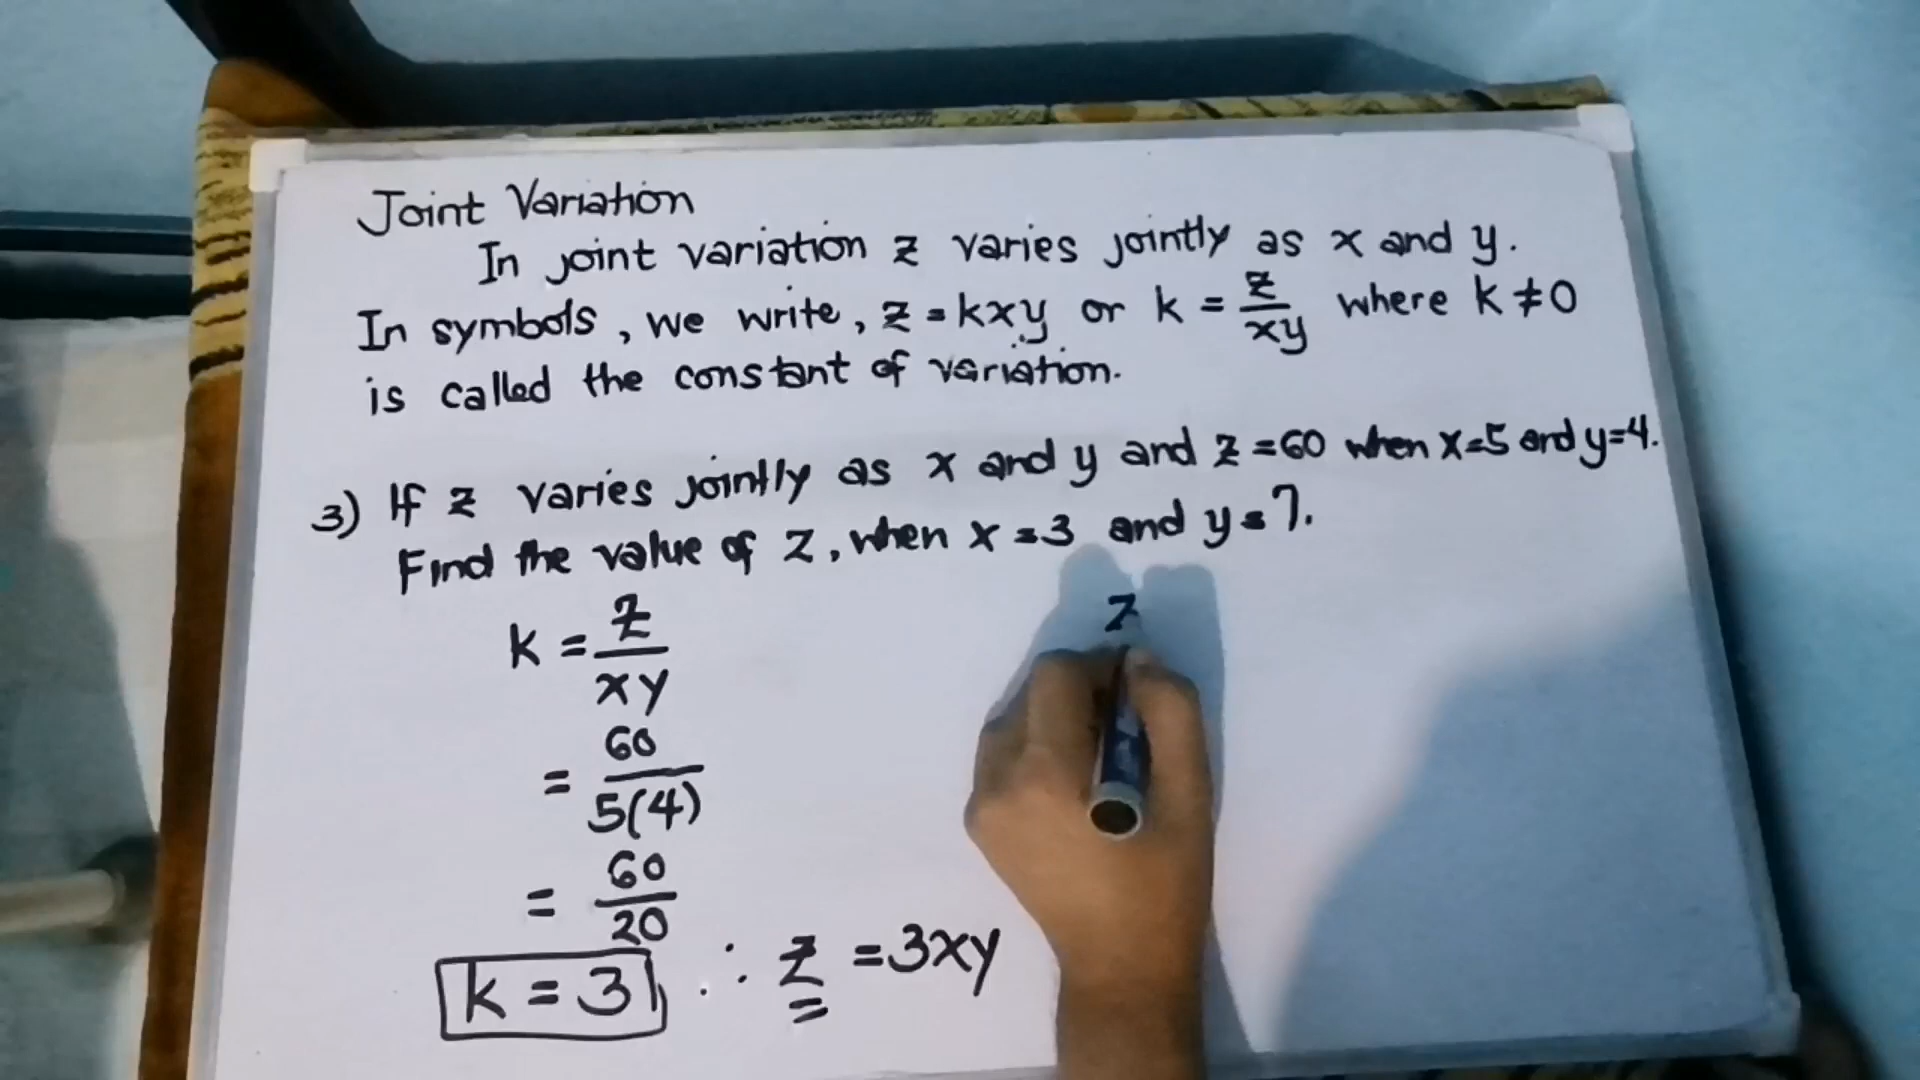 Joint Variation
In joint variation z varies jointly as x and y.
In symbols, we write, z = kxy or k = z/xy where k ≠ 0
is called the constant of variation.
3) If z varies jointly as x and y and z = 60 when x=5 and y=4.
Find the value of z, when x = 3 and y = 7.
k = z/xy
= 60/5(4)
= 60/20
k = 3 ∴ z = 3xy
z